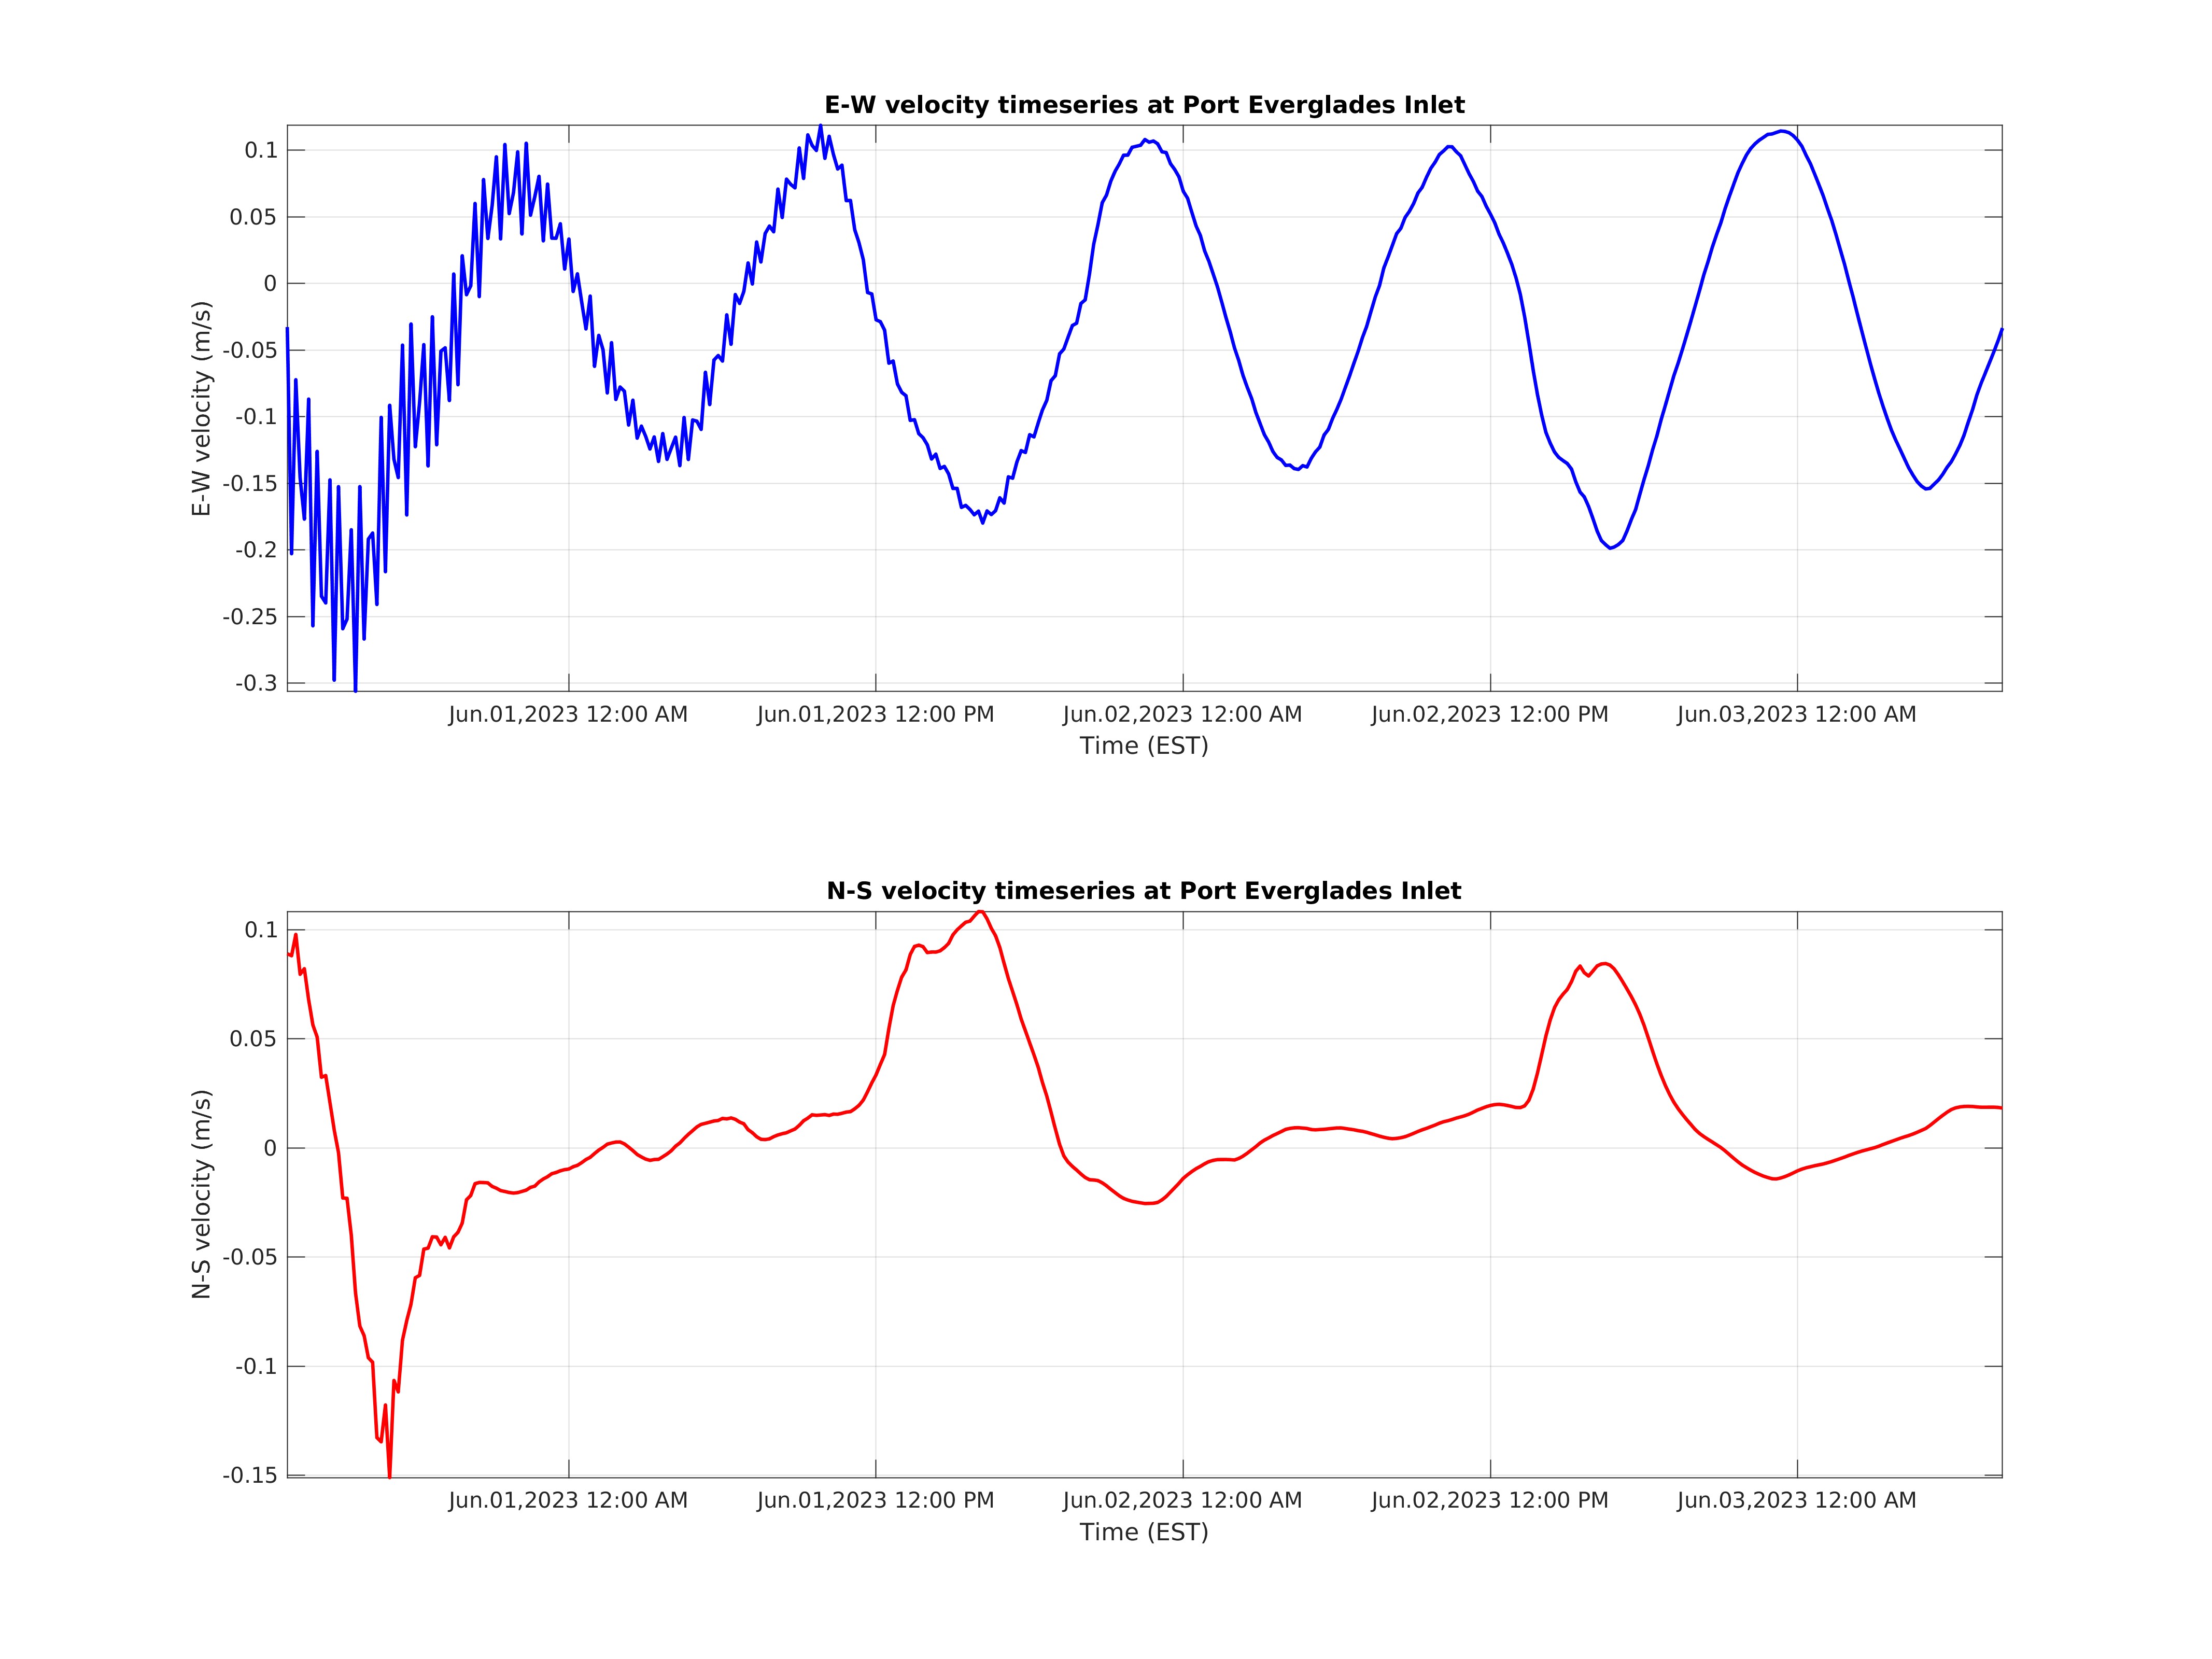 E-W velocity timeseries at Port Everglades Inlet
E-W velocity (m/s)
0.1
0.05
0
-0.05
-0.1
-0.15
-0.2
-0.25
-0.3
Jun.01,2023 12:00 AM
Jun.01,2023 12:00 PM
Jun.02,2023 12:00 AM
Jun.02,2023 12:00 PM
Jun.03,2023 12:00 AM
Time (EST)
N-S velocity timeseries at Port Everglades Inlet
N-S velocity (m/s)
0.1
0.05
0
-0.05
-0.1
-0.15
Jun.01,2023 12:00 AM
Jun.01,2023 12:00 PM
Jun.02,2023 12:00 AM
Jun.02,2023 12:00 PM
Jun.03,2023 12:00 AM
Time (EST)